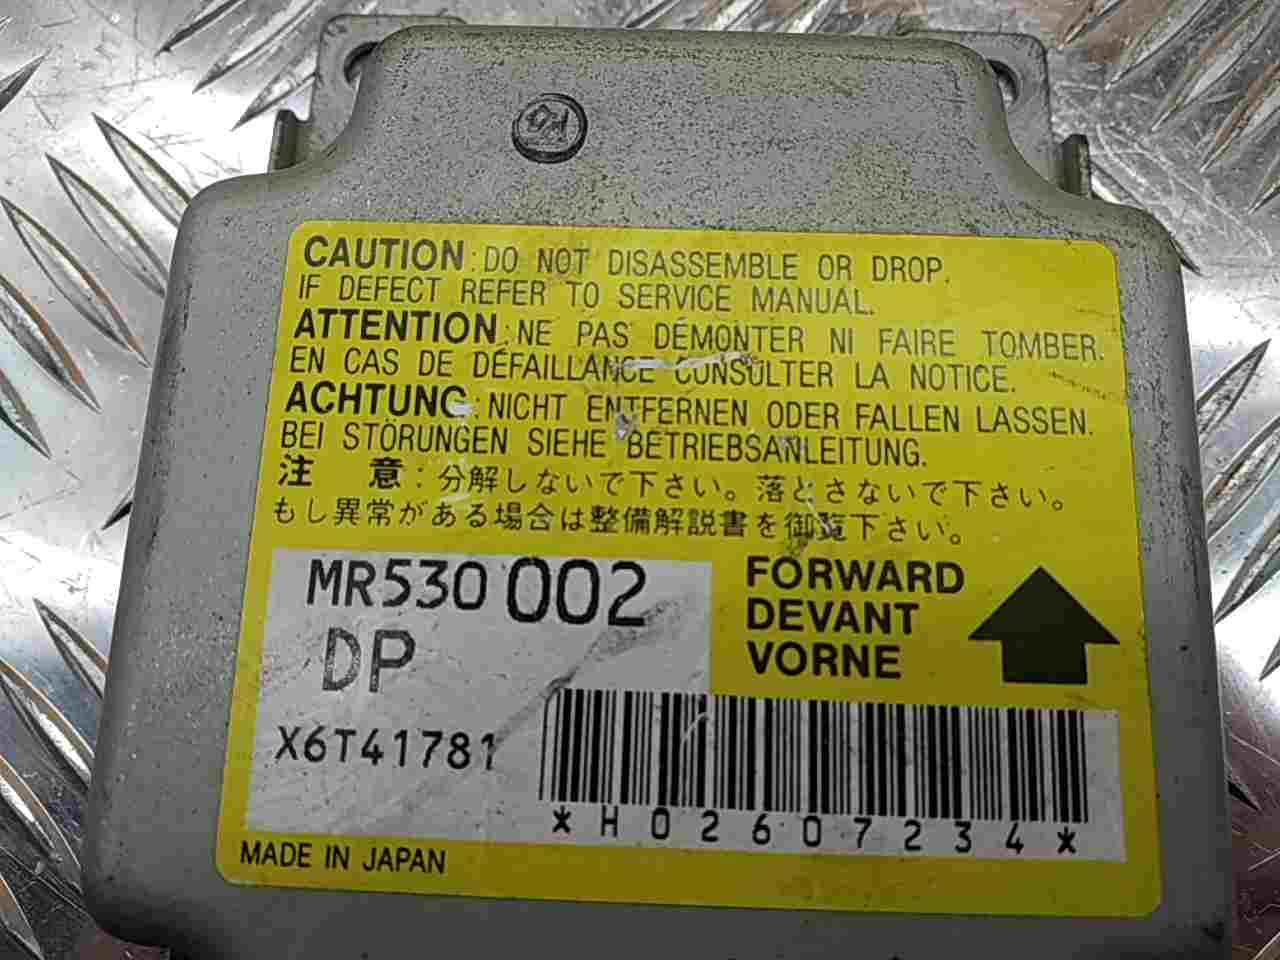 CAUTION: DO NOT DISASSEMBLE OR DROP.
IF DEFECT REFER TO SERVICE MANUAL.
ATTENTION: NE PAS DÉMONTER NI FAIRE TOMBER.
EN CAS DE DÉFAILLANCE CONSULTER LA NOTICE.
ACHTUNG: NICHT ENTFERNEN ODER FALLEN LASSEN.
BEI STÖRUNGEN SIEHE BETRIEBSANLEITUNG.
注 意: 分解しないで下さい。落とさないで下さい。
もし異常がある場合は整備解説書を御覧下さい。
MR530 002
DP
X6T41781
FORWARD
DEVANT
VORNE
*H02607234*
MADE IN JAPAN